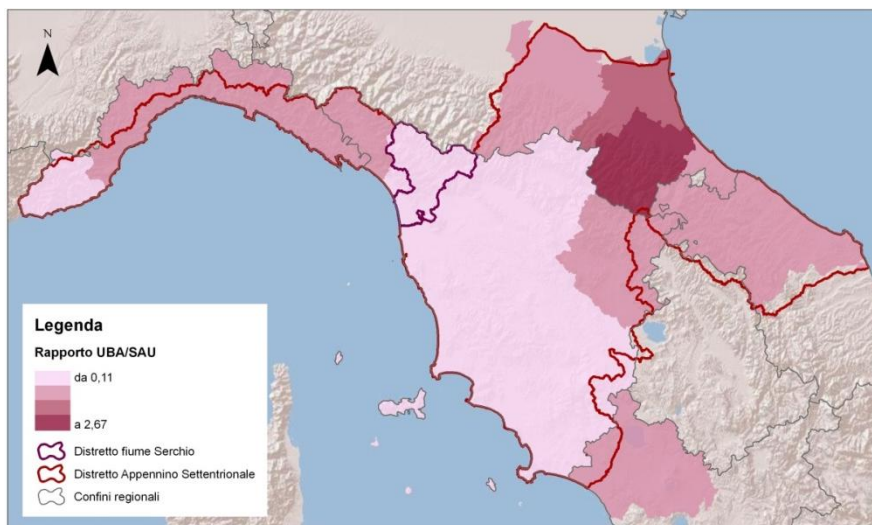 N
Legenda
Rapporto UBA/SAU
da 0,11
a 2,67
Distretto fiume Serchio
Distretto Appennino Settentrionale
Confini regionali